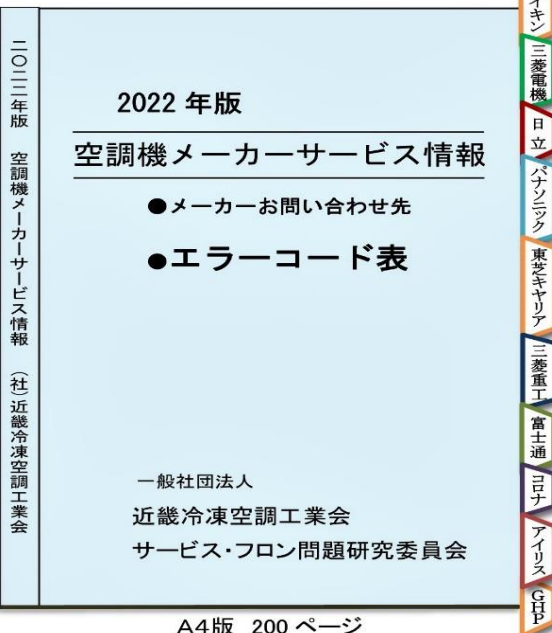 二〇二二年版 空調機メーカーサービス情報 (社)近畿冷凍空調工業会
2022 年版
空調機メーカーサービス情報
●メーカーお問い合わせ先
●エラーコード表
一般社団法人
近畿冷凍空調工業会
サービス・フロン問題研究委員会
イキン
三菱電機
日立
パナソニック
東芝キヤリア
三菱重工
富士通
コロナ
アイリス
GHP
A4版 200 ページ